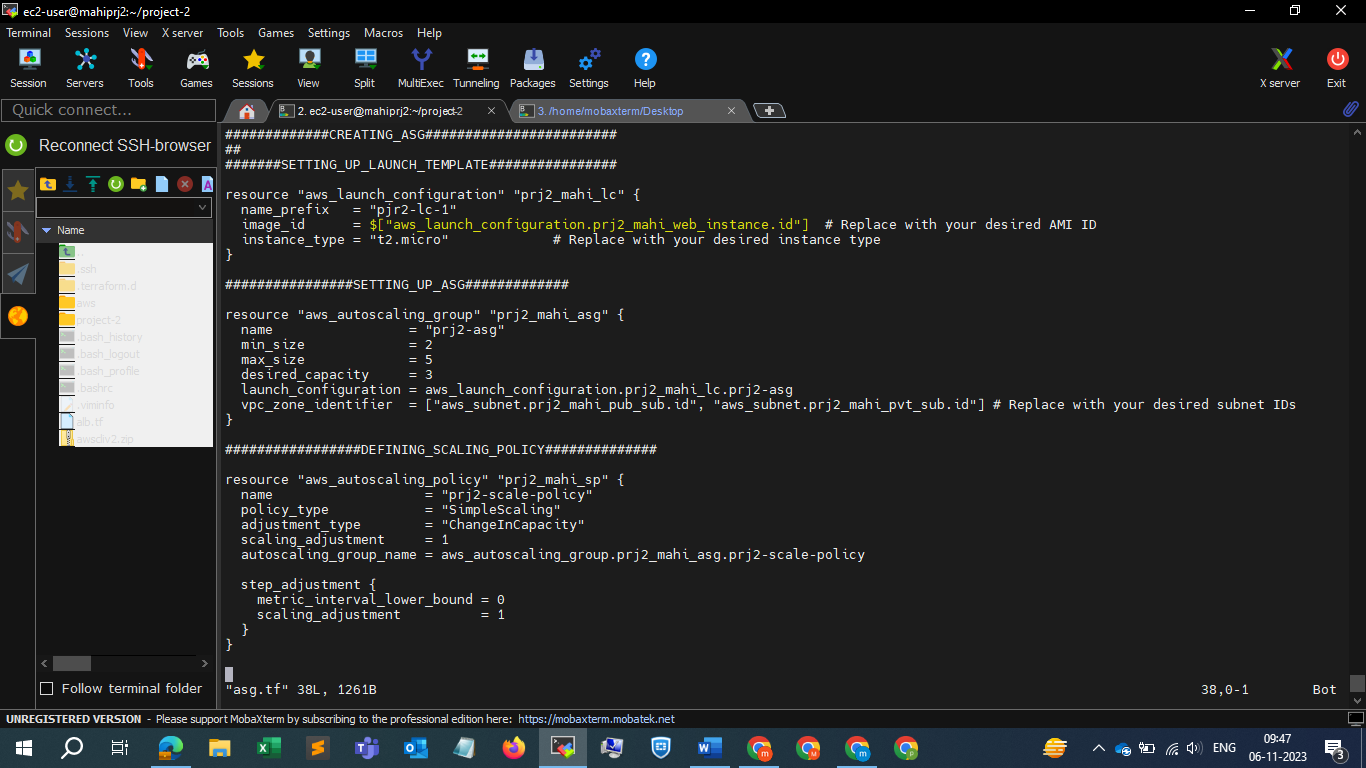 ec2-user@mahiprj2:~/project-2
Terminal Sessions View X server Tools Games Settings Macros Help
Session Servers Tools Games Sessions View Split MultiExec Tunneling Packages Settings Help X server Exit
Quick connect...
2. ec2-user@mahiprj2:~/project-2
3. /home/mobaxterm/Desktop
Reconnect SSH-browser
Name
..
.ssh
.terraform.d
aws
project-2
.bash_history
.bash_logout
.bash_profile
.bashrc
.viminfo
alb.tf
awscliv2.zip
Follow terminal folder
#############CREATING_ASG########################
##
#######SETTING_UP_LAUNCH_TEMPLATE################
resource "aws_launch_configuration" "prj2_mahi_lc" {
  name_prefix   = "pjr2-lc-1"
  image_id      = $["aws_launch_configuration.prj2_mahi_web_instance.id"]  # Replace with your desired AMI ID
  instance_type = "t2.micro"             # Replace with your desired instance type
}
################SETTING_UP_ASG#############
resource "aws_autoscaling_group" "prj2_mahi_asg" {
  name                 = "prj2-asg"
  min_size             = 2
  max_size             = 5
  desired_capacity     = 3
  launch_configuration = aws_launch_configuration.prj2_mahi_lc.prj2-asg
  vpc_zone_identifier  = ["aws_subnet.prj2_mahi_pub_sub.id", "aws_subnet.prj2_mahi_pvt_sub.id"] # Replace with your desired subnet IDs
}
#################DEFINING_SCALING_POLICY##############
resource "aws_autoscaling_policy" "prj2_mahi_sp" {
  name                   = "prj2-scale-policy"
  policy_type            = "SimpleScaling"
  adjustment_type        = "ChangeInCapacity"
  scaling_adjustment     = 1
  autoscaling_group_name = aws_autoscaling_group.prj2_mahi_asg.prj2-scale-policy
  step_adjustment {
    metric_interval_lower_bound = 0
    scaling_adjustment          = 1
  }
}
"asg.tf" 38L, 1261B 38,0-1 Bot
UNREGISTERED VERSION - Please support MobaXterm by subscribing to the professional edition here: https://mobaxterm.mobatek.net
ENG
09:47
06-11-2023
3